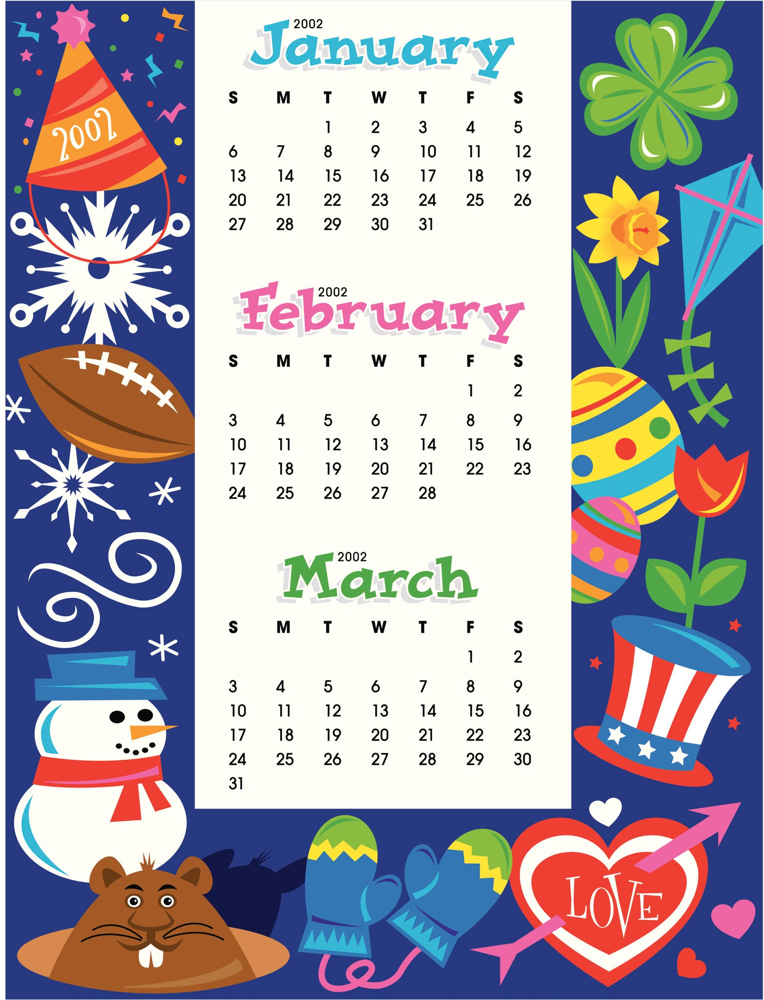 2002
2002
January
S M T W T F S
1 2 3 4 5
6 7 8 9 10 11 12
13 14 15 16 17 18 19
20 21 22 23 24 25 26
27 28 29 30 31
2002
February
S M T W T F S
1 2
3 4 5 6 7 8 9
10 11 12 13 14 15 16
17 18 19 20 21 22 23
24 25 26 27 28
2002
March
S M T W T F S
1 2
3 4 5 6 7 8 9
10 11 12 13 14 15 16
17 18 19 20 21 22 23
24 25 26 27 28 29 30
31
LOVE